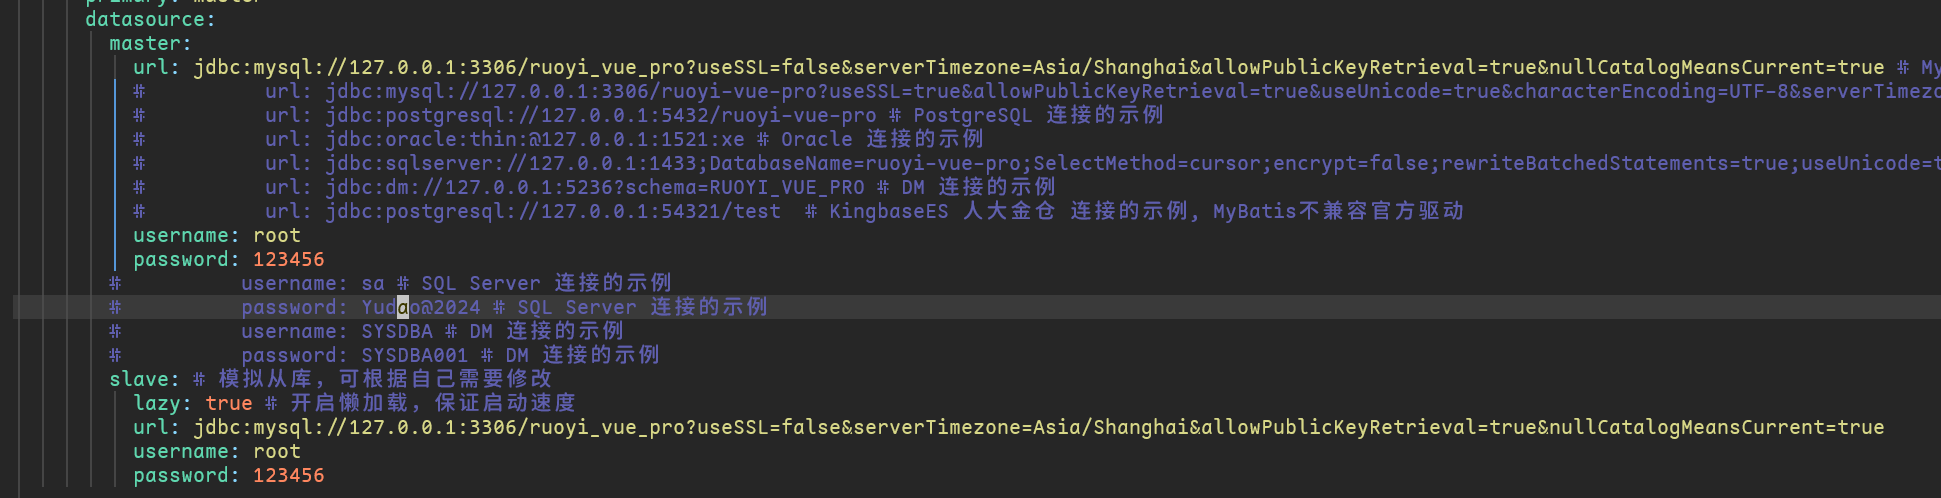 primary: master
datasource:
master:
url: jdbc:mysql://127.0.0.1:3306/ruoyi_vue_pro?useSSL=false&serverTimezone=Asia/Shanghai&allowPublicKeyRetrieval=true&nullCatalogMeansCurrent=true # My
# url: jdbc:mysql://127.0.0.1:3306/ruoyi-vue-pro?useSSL=true&allowPublicKeyRetrieval=true&useUnicode=true&characterEncoding=UTF-8&serverTimezo
# url: jdbc:postgresql://127.0.0.1:5432/ruoyi-vue-pro # PostgreSQL 连接的示例
# url: jdbc:oracle:thin:@127.0.0.1:1521:xe # Oracle 连接的示例
# url: jdbc:sqlserver://127.0.0.1:1433;DatabaseName=ruoyi-vue-pro;SelectMethod=cursor;encrypt=false;rewriteBatchedStatements=true;useUnicode=t
# url: jdbc:dm://127.0.0.1:5236?schema=RUOYI_VUE_PRO # DM 连接的示例
# url: jdbc:postgresql://127.0.0.1:54321/test # KingbaseES 人大金仓 连接的示例, MyBatis不兼容官方驱动
username: root
password: 123456
# username: sa # SQL Server 连接的示例
# password: Yudao@2024 # SQL Server 连接的示例
# username: SYSDBA # DM 连接的示例
# password: SYSDBA001 # DM 连接的示例
slave: # 模拟从库，可根据自己需要修改
lazy: true # 开启懒加载，保证启动速度
url: jdbc:mysql://127.0.0.1:3306/ruoyi_vue_pro?useSSL=false&serverTimezone=Asia/Shanghai&allowPublicKeyRetrieval=true&nullCatalogMeansCurrent=true
username: root
password: 123456